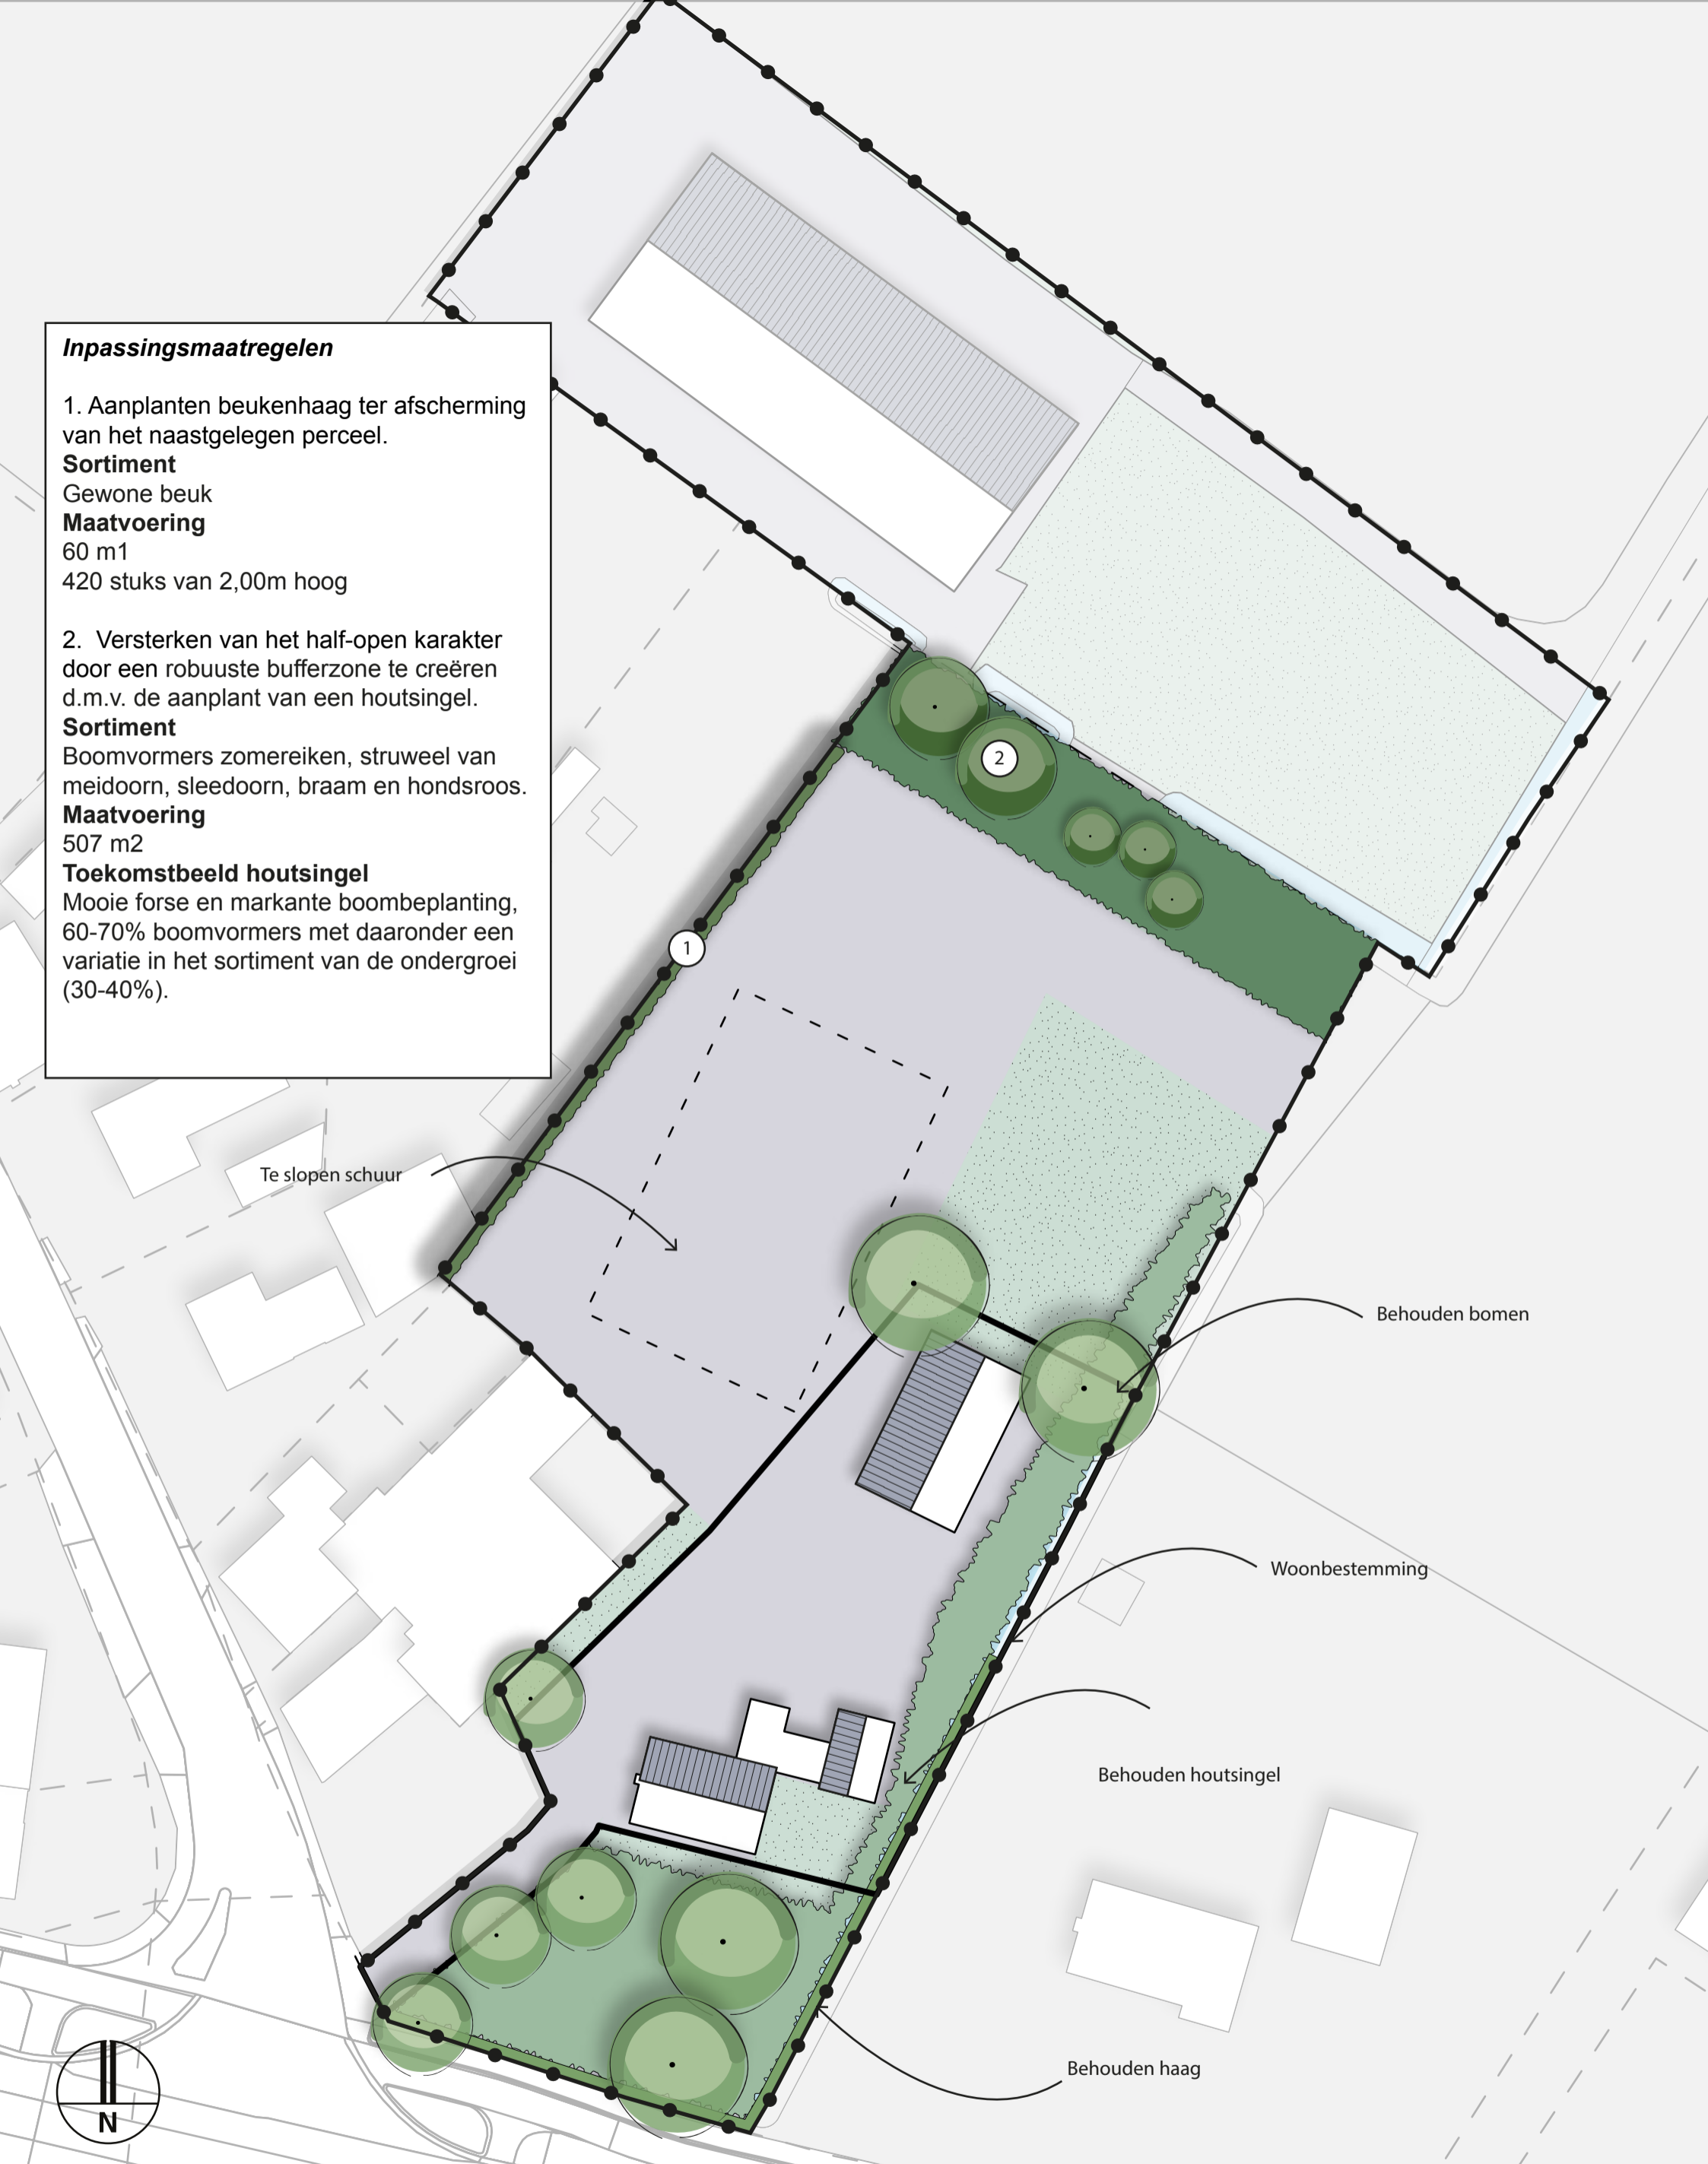 Inpassingsmaatregelen
1. Aanplanten beukenhaag ter afscherming
van het naastgelegen perceel.
Sortiment
Gewone beuk
Maatvoering
60 m1
420 stuks van 2,00m hoog
2. Versterken van het half-open karakter
door een robuuste bufferzone te creëren
d.m.v. de aanplant van een houtsingel.
Sortiment
Boomvormers zomereiken, struweel van
meidoorn, sleedoorn, braam en hondsroos.
Maatvoering
507 m2
Toekomstbeeld houtsingel
Mooie forse en markante boombeplanting,
60-70% boomvormers met daaronder een
variatie in het sortiment van de ondergroei
(30-40%).
2
1
Te slopen schuur
Behouden bomen
Woonbestemming
Behouden houtsingel
Behouden haag
N